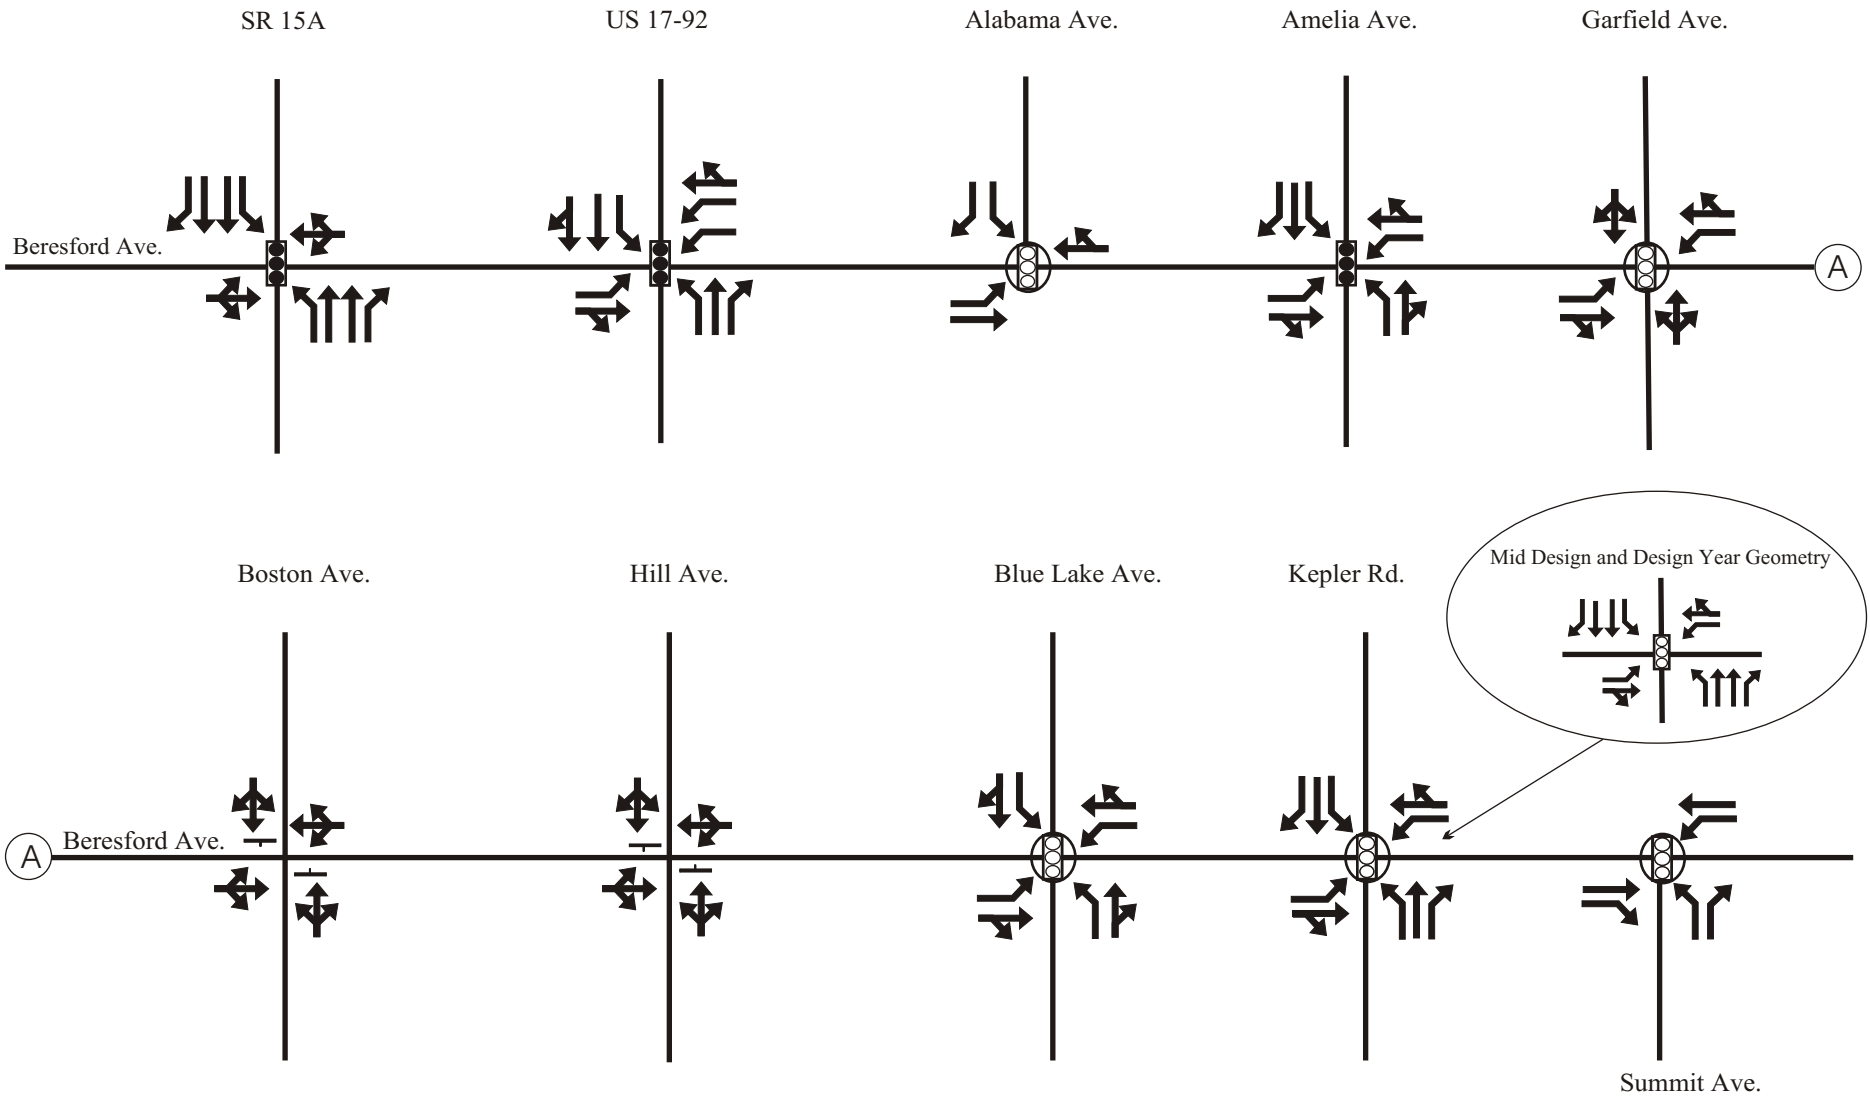 SR 15A
US 17-92
Alabama Ave.
Amelia Ave.
Garfield Ave.
Beresford Ave.
A
Boston Ave.
Hill Ave.
Blue Lake Ave.
Kepler Rd.
Mid Design and Design Year Geometry
A
Beresford Ave.
Summit Ave.